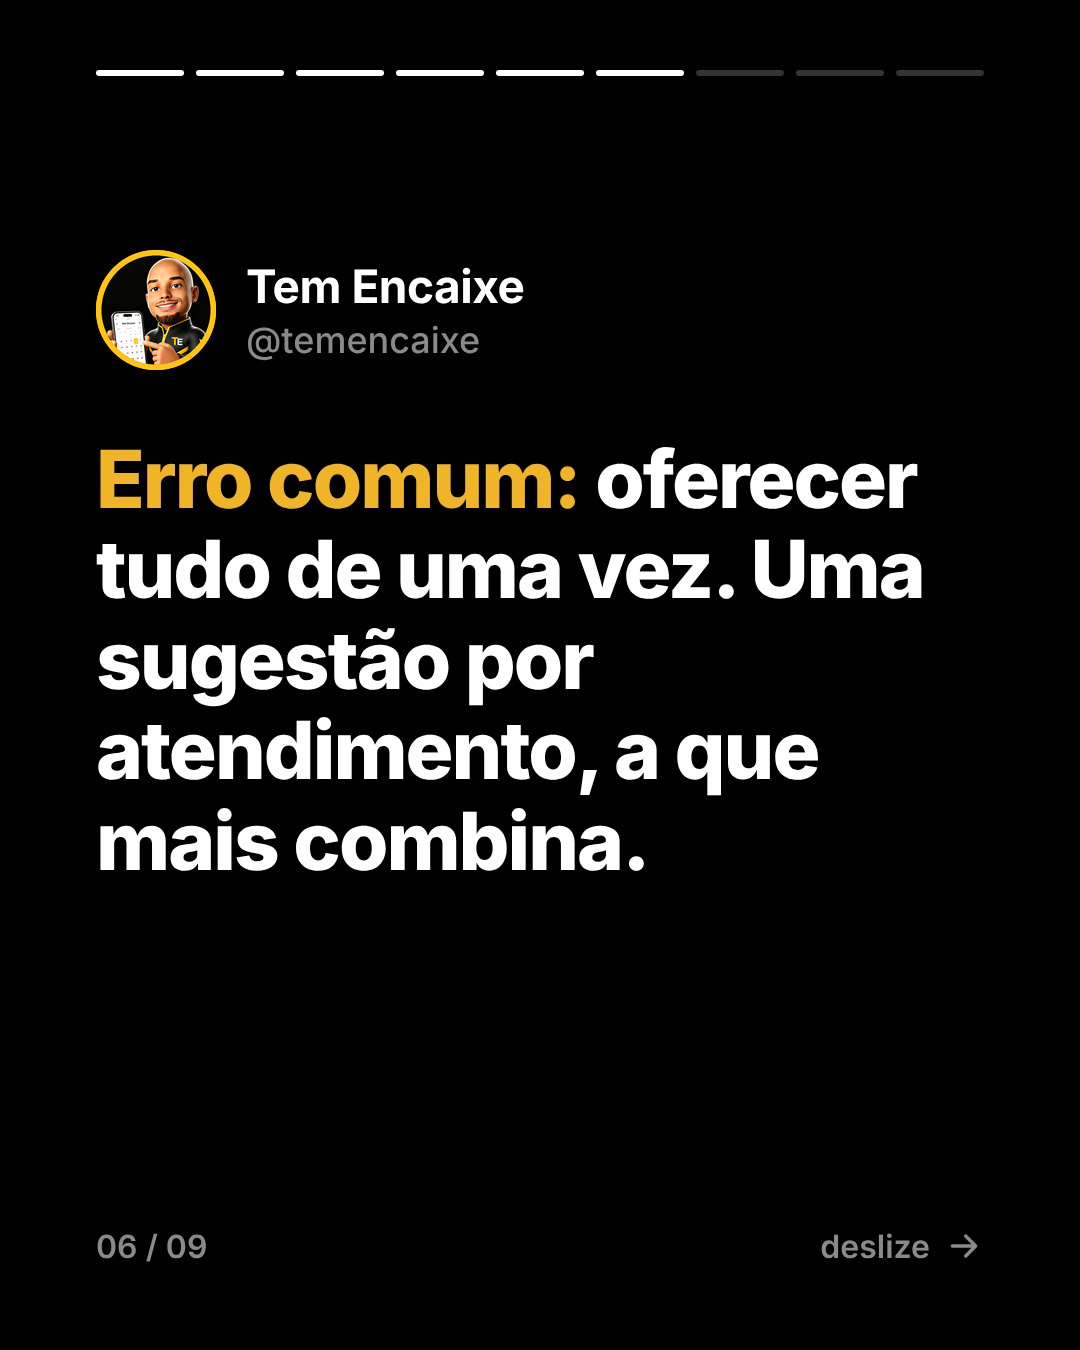 Tem Encaixe
@temencaixe
TE
Erro comum: oferecer
tudo de uma vez. Uma
sugestão por
atendimento, a que
mais combina.
06 / 09
deslize →